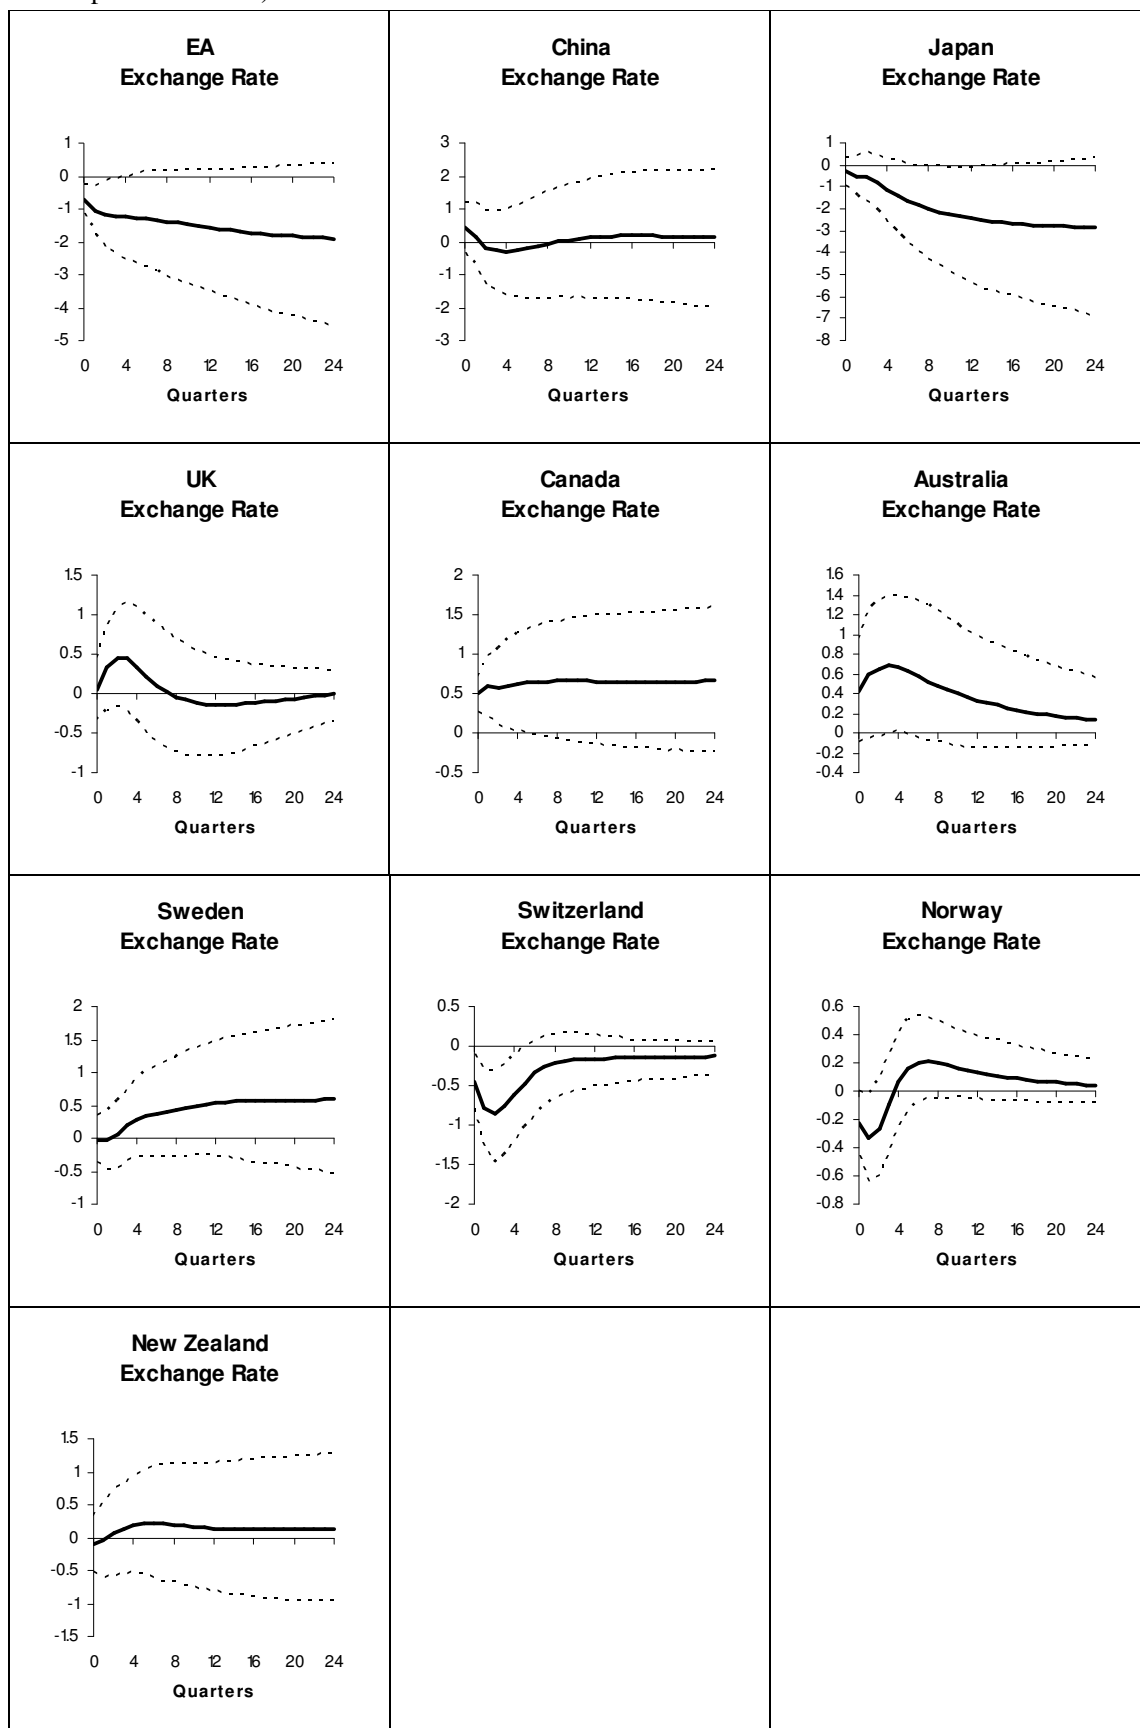 EA
Exchange Rate
1
0
-1
-2
-3
-4
-5
0 4 8 12 16 20 24
Quarters
China
Exchange Rate
3
2
1
0
-1
-2
-3
0 4 8 12 16 20 24
Quarters
Japan
Exchange Rate
1
0
-1
-2
-3
-4
-5
-6
-7
-8
0 4 8 12 16 20 24
Quarters
UK
Exchange Rate
1.5
1
0.5
0
-0.5
-1
0 4 8 12 16 20 24
Quarters
Canada
Exchange Rate
2
1.5
1
0.5
0
-0.5
0 4 8 12 16 20 24
Quarters
Australia
Exchange Rate
1.6
1.4
1.2
1
0.8
0.6
0.4
0.2
0
-0.2
-0.4
0 4 8 12 16 20 24
Quarters
Sweden
Exchange Rate
2
1.5
1
0.5
0
-0.5
-1
0 4 8 12 16 20 24
Quarters
Switzerland
Exchange Rate
0.5
0
-0.5
-1
-1.5
-2
0 4 8 12 16 20 24
Quarters
Norway
Exchange Rate
0.6
0.4
0.2
0
-0.2
-0.4
-0.6
-0.8
0 4 8 12 16 20 24
Quarters
New Zealand
Exchange Rate
1.5
1
0.5
0
-0.5
-1
-1.5
0 4 8 12 16 20 24
Quarters